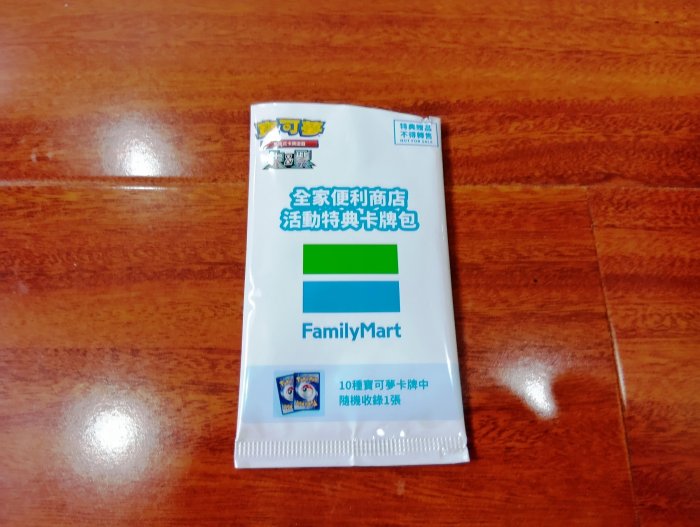 寶可夢
特典贈品
不得轉售
NOT FOR SALE
全家便利商店
活動特典卡牌包
FamilyMart
10種寶可夢卡牌中
隨機收錄1張